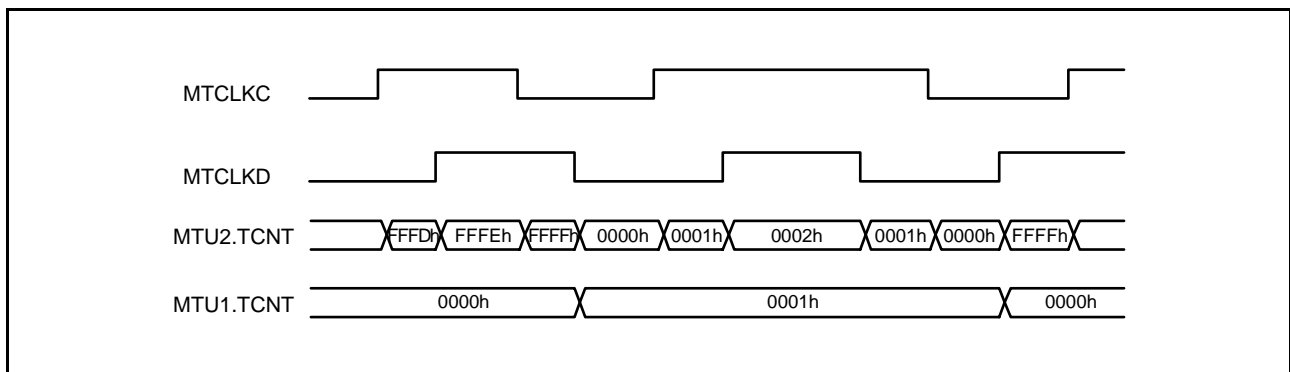 MTCLKC
MTCLKD
MTU2.TCNT FFFDh FFFEh FFFFh 0000h 0001h 0002h 0001h 0000h FFFFh
MTU1.TCNT 0000h 0001h 0000h